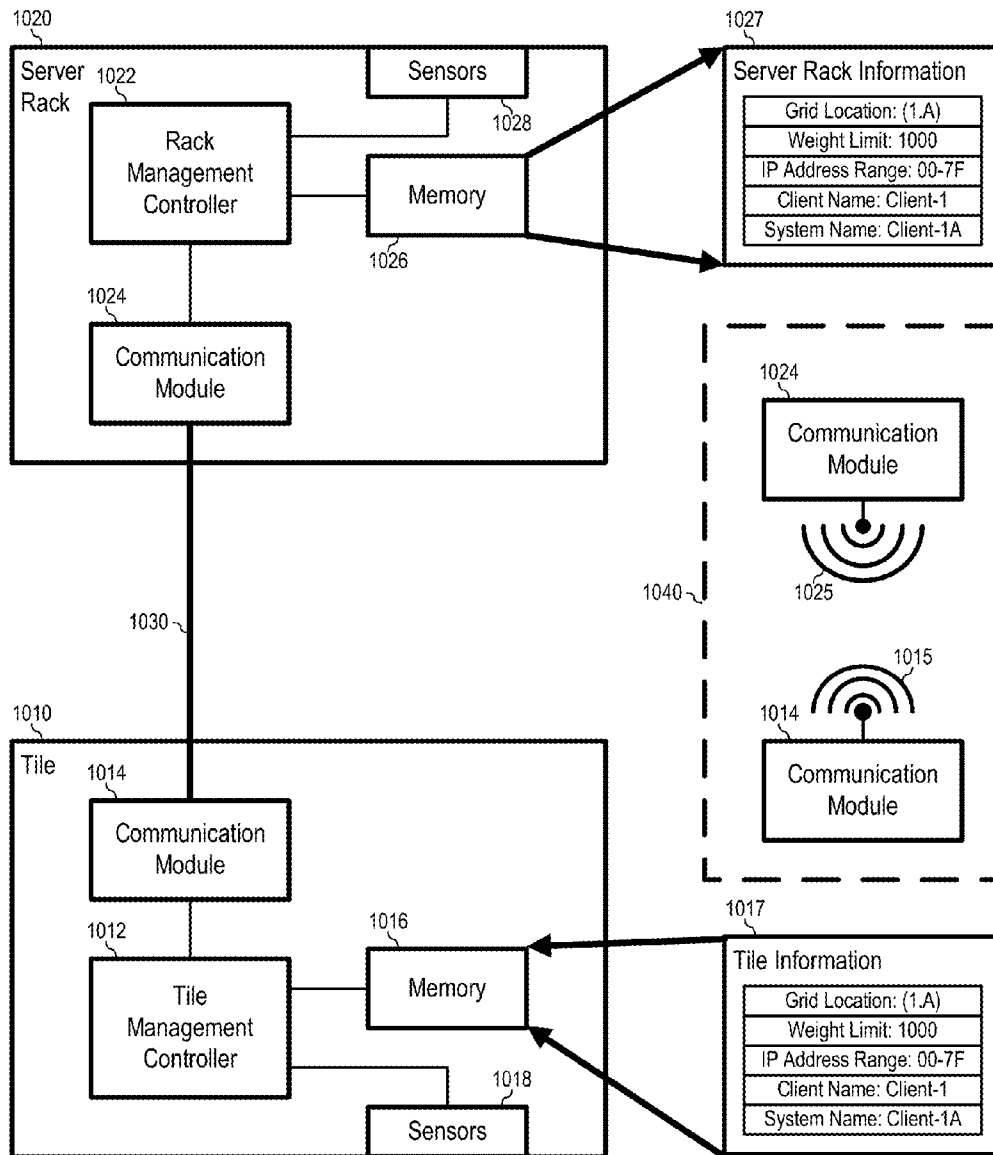 1020
Server
Rack
1022
Rack
Management
Controller
Sensors
1028
Memory
1026
1024
Communication
Module
1027
Server Rack Information
Grid Location: (1.A)
Weight Limit: 1000
IP Address Range: 00-7F
Client Name: Client-1
System Name: Client-1A
1024
Communication
Module
1025
1040
1015
1014
Communication
Module
1030
1010
Tile
1014
Communication
Module
1012
Tile
Management
Controller
1016
Memory
1018
Sensors
1017
Tile Information
Grid Location: (1.A)
Weight Limit: 1000
IP Address Range: 00-7F
Client Name: Client-1
System Name: Client-1A